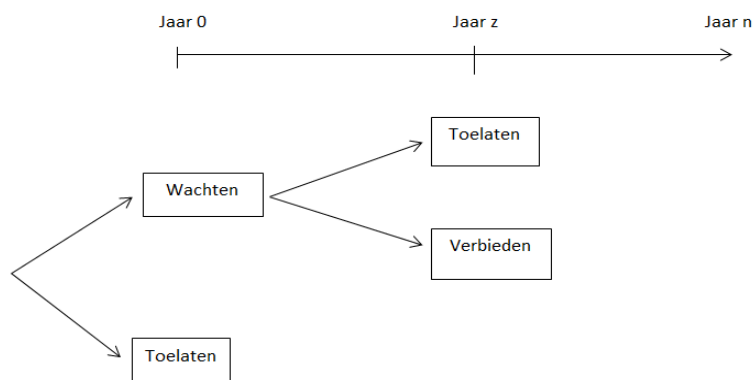 Jaar 0
Jaar z
Jaar n
Toelaten
Wachten
Verbieden
Toelaten